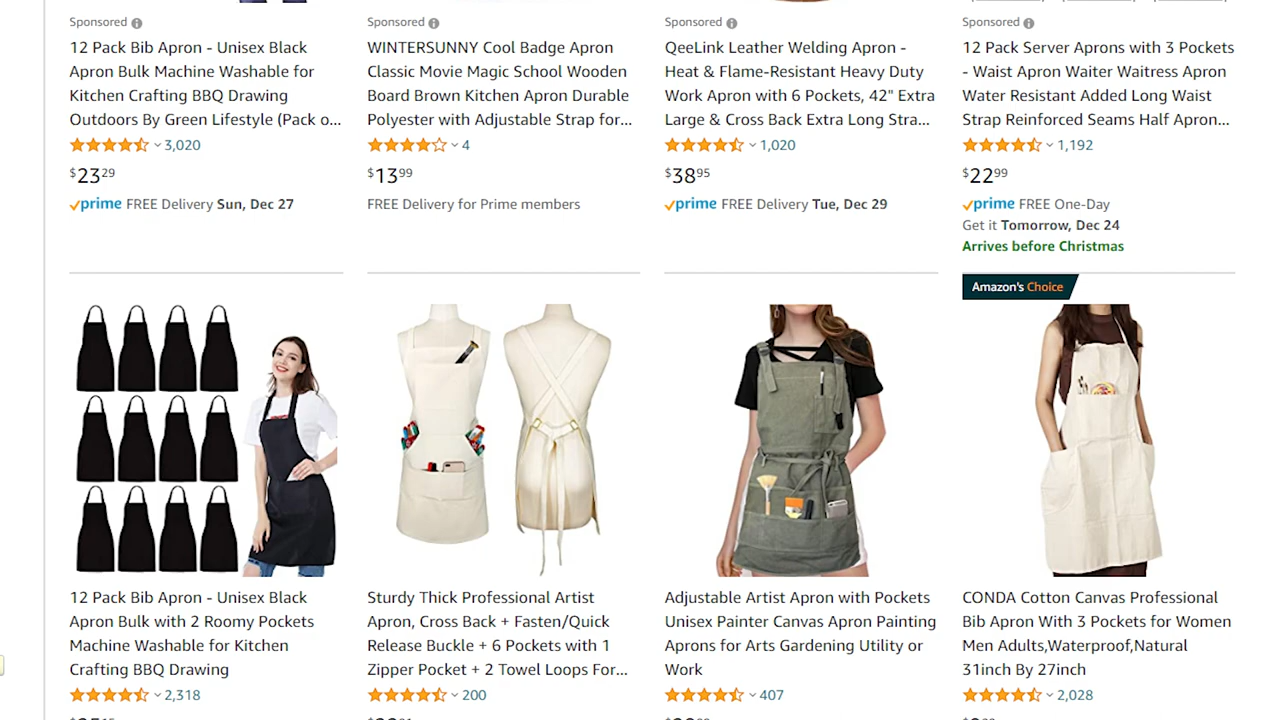 Sponsored
12 Pack Bib Apron - Unisex Black
Apron Bulk Machine Washable for
Kitchen Crafting BBQ Drawing
Outdoors By Green Lifestyle (Pack o...
3,020
$2329
prime FREE Delivery Sun, Dec 27
Sponsored
WINTERSUNNY Cool Badge Apron
Classic Movie Magic School Wooden
Board Brown Kitchen Apron Durable
Polyester with Adjustable Strap for...
4
$1399
FREE Delivery for Prime members
Sponsored
QeeLink Leather Welding Apron -
Heat & Flame-Resistant Heavy Duty
Work Apron with 6 Pockets, 42" Extra
Large & Cross Back Extra Long Stra...
1,020
$3895
prime FREE Delivery Tue, Dec 29
Sponsored
12 Pack Server Aprons with 3 Pockets
- Waist Apron Waiter Waitress Apron
Water Resistant Added Long Waist
Strap Reinforced Seams Half Apron...
1,192
$2299
prime FREE One-Day
Get it Tomorrow, Dec 24
Arrives before Christmas
12 Pack Bib Apron - Unisex Black
Apron Bulk with 2 Roomy Pockets
Machine Washable for Kitchen
Crafting BBQ Drawing
2,318
Sturdy Thick Professional Artist
Apron, Cross Back + Fasten/Quick
Release Buckle + 6 Pockets with 1
Zipper Pocket + 2 Towel Loops For...
200
Adjustable Artist Apron with Pockets
Unisex Painter Canvas Apron Painting
Aprons for Arts Gardening Utility or
Work
407
Amazon's Choice
CONDA Cotton Canvas Professional
Bib Apron With 3 Pockets for Women
Men Adults,Waterproof,Natural
31inch By 27inch
2,028